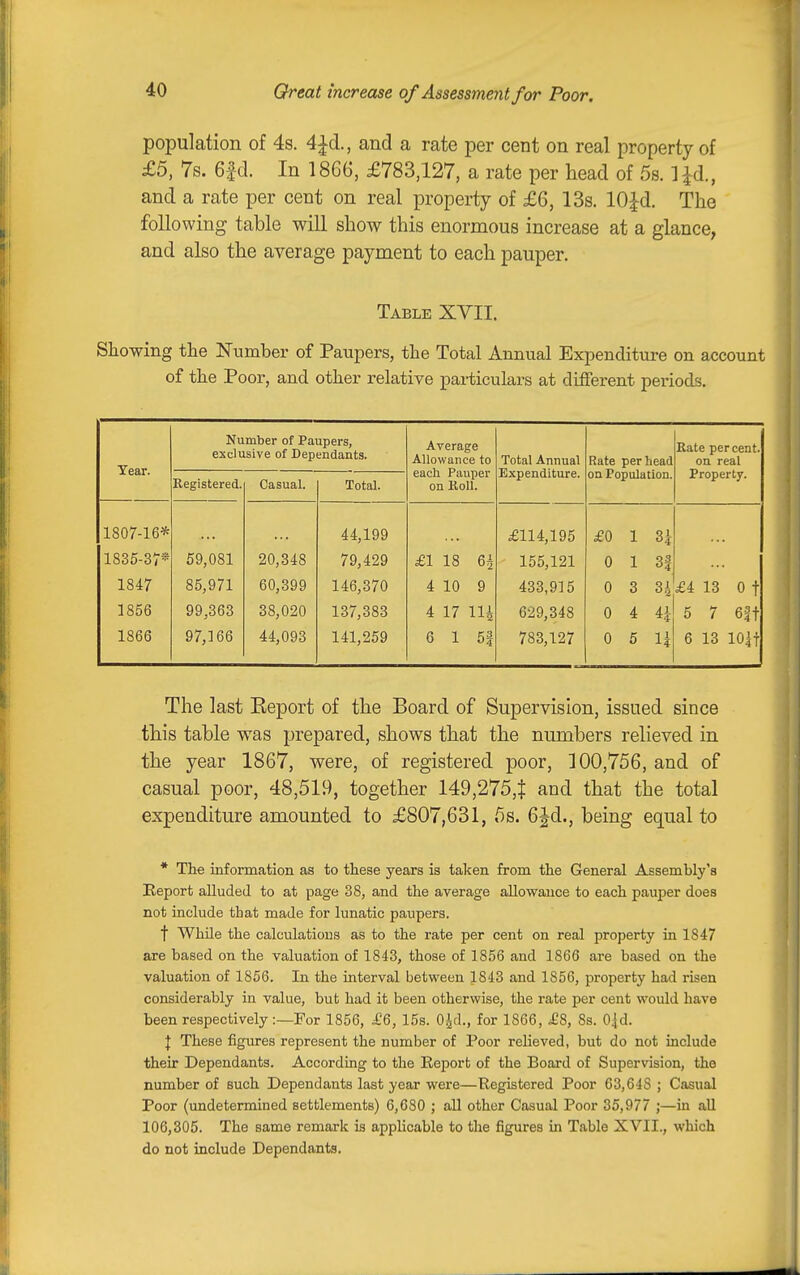 40 Great increase of Assessment for Poor.
population of 4s. 4¼d., and a rate per cent on real property of
£5, 7s. 6¾d. In 1866, £783,127, a rate per head of 5s. 1¼d.,
and a rate per cent on real property of £6, 13s. 10¼d. The
following table will show this enormous increase at a glance,
and also the average payment to each pauper.
Table XVII.
Showing the Number of Paupers, the Total Annual Expenditure on account
of the Poor, and other relative particulars at different periods.
Year. Number of Paupers, exclusive of Dependants. Average Allowance to each Pauper on Roll. Total Annual Expenditure. Rate per head on Population. Rate per cent. on real Property.
Registered. Casual. Total.
1807-16* ... ... 44,199 ... £114,195 £0 1 3¼ ...
1835-37* 59,081 20,348 79,429 £1 18 6½ 155,121 0 1 3¾ ...
1847 85,971 60,399 146,370 4 10 9 433,915 0 3 3½ £4 13 0 †
1856 99,363 38,020 137,383 4 17 11½ 629,348 0 4 4¼ 5 7 6¾†
1866 97,166 44,093 141,259 6 1 5¾ 783,127 0 5 1¼ 6 13 10¼†
The last Report of the Board of Supervision, issued since
this table was prepared, shows that the numbers relieved in
the year 1867, were, of registered poor, 100,756, and of
casual poor, 48,519, together 149,275,‡ and that the total
expenditure amounted to £807,631, 5s. 6½d., being equal to
* The information as to these years is taken from the General Assembly's
Report alluded to at page 38, and the average allowance to each pauper does
not include that made for lunatic paupers.
† While the calculations as to the rate per cent on real property in 1847
are based on the valuation of 1843, those of 1856 and 1866 are based on the
valuation of 1856. In the interval between 1843 and 1856, property had risen
considerably in value, but had it been otherwise, the rate per cent would have
been respectively:—For 1856, £6, 15s. 0½d., for 1866, £8, 8s. 0¼d.
‡ These figures represent the number of Poor relieved, but do not include
their Dependants. According to the Report of the Board of Supervision, the
number of such Dependants last year were—Registered Poor 63,648 ; Casual
Poor (undetermined settlements) 6,680 ; all other Casual Poor 35,977 ;—in all
106,305. The same remark is applicable to the figures in Table XVII., which
do not include Dependants.